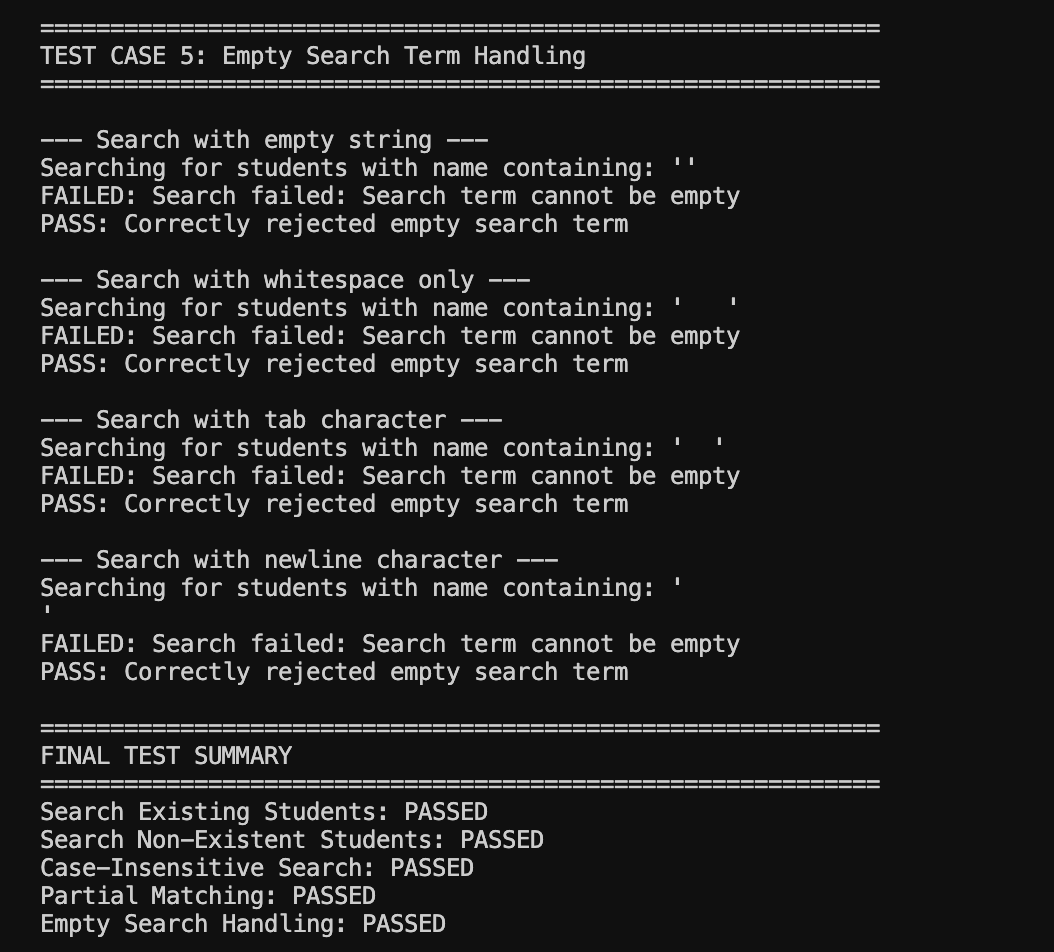 ============================================================
TEST CASE 5: Empty Search Term Handling
============================================================
--- Search with empty string ---
Searching for students with name containing: ''
FAILED: Search failed: Search term cannot be empty
PASS: Correctly rejected empty search term
--- Search with whitespace only ---
Searching for students with name containing: '   '
FAILED: Search failed: Search term cannot be empty
PASS: Correctly rejected empty search term
--- Search with tab character ---
Searching for students with name containing: '  '
FAILED: Search failed: Search term cannot be empty
PASS: Correctly rejected empty search term
--- Search with newline character ---
Searching for students with name containing: '
'
FAILED: Search failed: Search term cannot be empty
PASS: Correctly rejected empty search term
============================================================
FINAL TEST SUMMARY
============================================================
Search Existing Students: PASSED
Search Non-Existent Students: PASSED
Case-Insensitive Search: PASSED
Partial Matching: PASSED
Empty Search Handling: PASSED